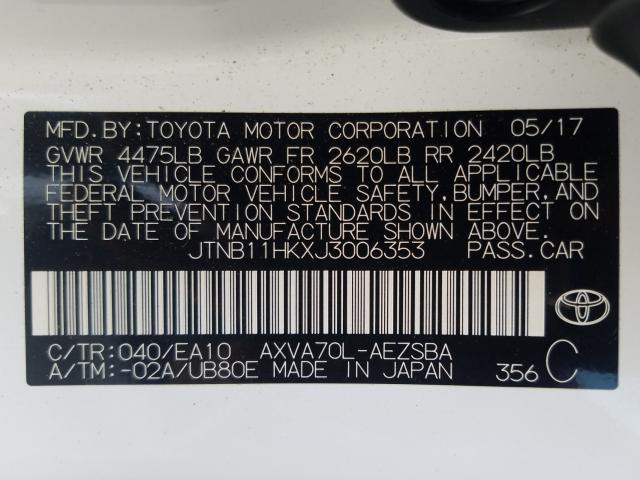 MFD.BY:TOYOTA MOTOR CORPORATION 05/17
GVWR 4475LB GAWR FR 2620LB RR 2420LB
THIS VEHICLE CONFORMS TO ALL APPLICABLE
FEDERAL MOTOR VEHICLE SAFETY,BUMPER,AND
THEFT PREVENTION STANDARDS IN EFFECT ON
THE DATE OF MANUFACTURE SHOWN ABOVE.
JTNB11HKXJ3006353 PASS.CAR
C/TR:040/EA10 AXVA70L-AEZSBA
A/TM:-02A/UB80E MADE IN JAPAN 356 C